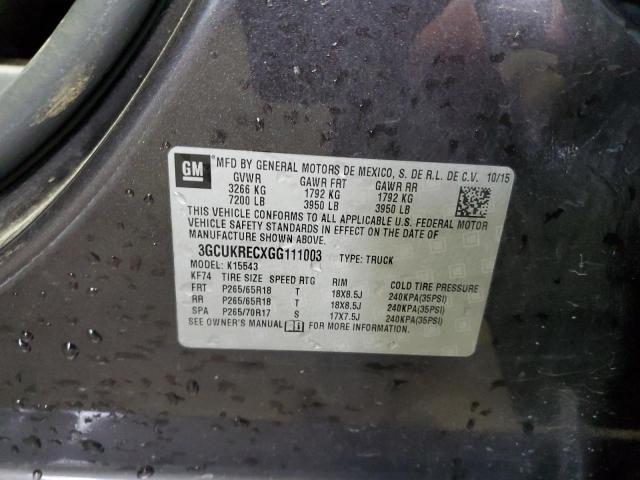 GM
MFD BY GENERAL MOTORS DE MEXICO, S. DE R.L. DE C.V. 10/15
GVWR GAWR FRT GAWR RR
3266 KG 1792 KG 1792 KG
7200 LB 3950 LB 3950 LB
THIS VEHICLE CONFORMS TO ALL APPLICABLE U.S. FEDERAL MOTOR
VEHICLE SAFETY STANDARDS IN EFFECT ON THE DATE OF
MANUFACTURE SHOWN ABOVE.
3GCUKRECXGG111003 TYPE: TRUCK
MODEL: K15543
KF74 TIRE SIZE SPEED RTG RIM COLD TIRE PRESSURE
FRT P265/65R18 T 18X8.5J 240KPA(35PSI)
RR P265/65R18 T 18X8.5J 240KPA(35PSI)
SPA P265/70R17 S 17X7.5J 240KPA(35PSI)
SEE OWNER'S MANUAL FOR MORE INFORMATION.